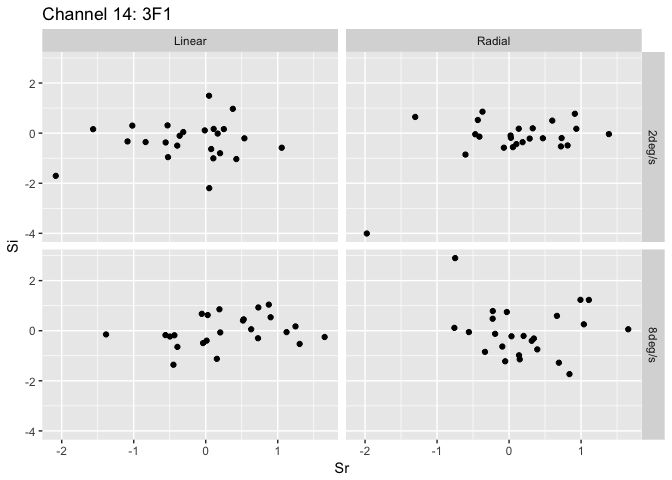 Channel 14: 3F1
Linear
Radial
2
0
-2
-4
2deg/s
Si
2
0
-2
-4
8deg/s
-2 -1 0 1 -2 -1 0 1
Sr